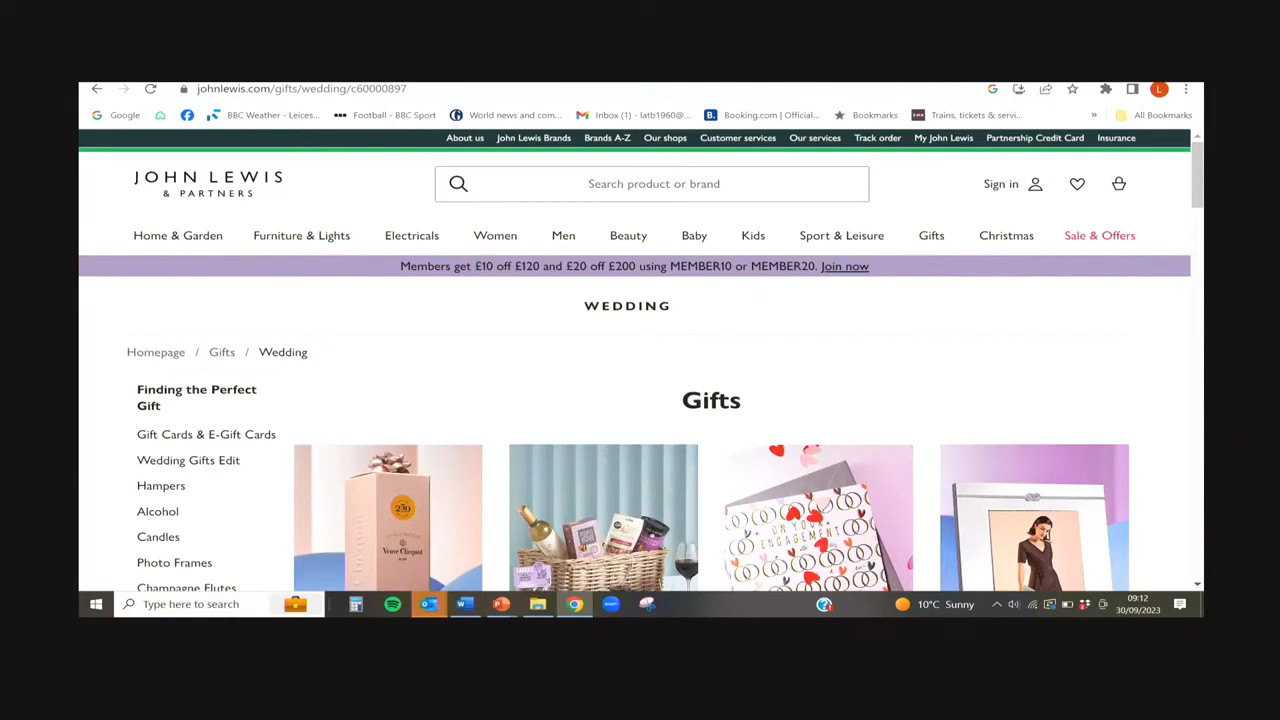 johnlewis.com/gifts/wedding/c60000897
Google
BBC Weather - Leices...
Football - BBC Sport
World news and com...
Inbox (1) - latb1960@...
Booking.com | Official...
Bookmarks
Trains, tickets & servi...
»
All Bookmarks
About us
John Lewis Brands
Brands A-Z
Our shops
Customer services
Our services
Track order
My John Lewis
Partnership Credit Card
Insurance
JOHN LEWIS
& PARTNERS
Search product or brand
Sign in
Home & Garden
Furniture & Lights
Electricals
Women
Men
Beauty
Baby
Kids
Sport & Leisure
Gifts
Christmas
Sale & Offers
Members get £10 off £120 and £20 off £200 using MEMBER10 or MEMBER20. Join now
WEDDING
Homepage / Gifts / Wedding
Finding the Perfect
Gift
Gift Cards & E-Gift Cards
Wedding Gifts Edit
Hampers
Alcohol
Candles
Photo Frames
Champagne Flutes
Gifts
250
Veuve Clicquot
ON YOUR
ENGAGEMENT
Type here to search
10°C Sunny
09:12
30/09/2023